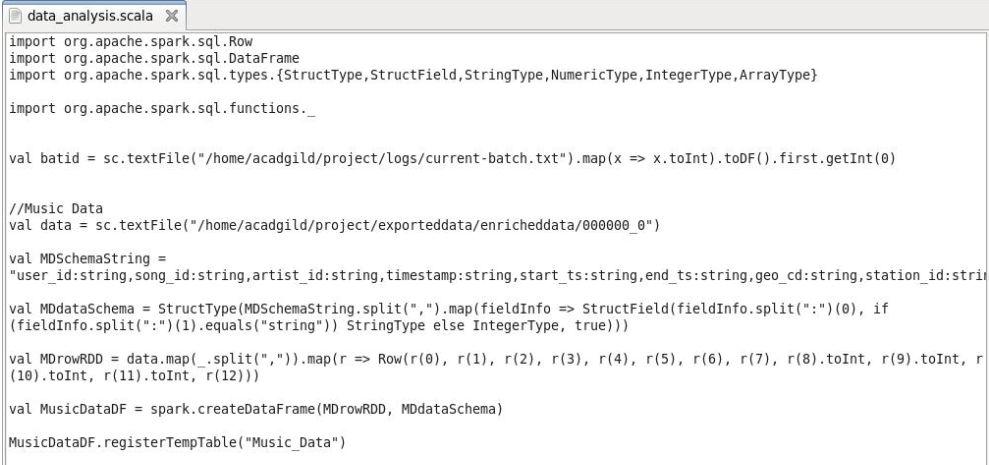 data_analysis.scala
import org.apache.spark.sql.Row
import org.apache.spark.sql.DataFrame
import org.apache.spark.sql.types.{StructType,StructField,StringType,NumericType,IntegerType,ArrayType}
import org.apache.spark.sql.functions._
val batid = sc.textFile("/home/acadgild/project/logs/current-batch.txt").map(x => x.toInt).toDF().first.getInt(0)
//Music Data
val data = sc.textFile("/home/acadgild/project/exporteddata/enricheddata/000000_0")
val MDSchemaString =
"user_id:string,song_id:string,artist_id:string,timestamp:string,start_ts:string,end_ts:string,geo_cd:string,station_id:strin
val MDdataSchema = StructType(MDSchemaString.split(",").map(fieldInfo => StructField(fieldInfo.split(":")(0), if
(fieldInfo.split(":")(1).equals("string")) StringType else IntegerType, true)))
val MDrowRDD = data.map(_.split(",")).map(r => Row(r(0), r(1), r(2), r(3), r(4), r(5), r(6), r(7), r(8).toInt, r(9).toInt, r
(10).toInt, r(11).toInt, r(12)))
val MusicDataDF = spark.createDataFrame(MDrowRDD, MDdataSchema)
MusicDataDF.registerTempTable("Music_Data")